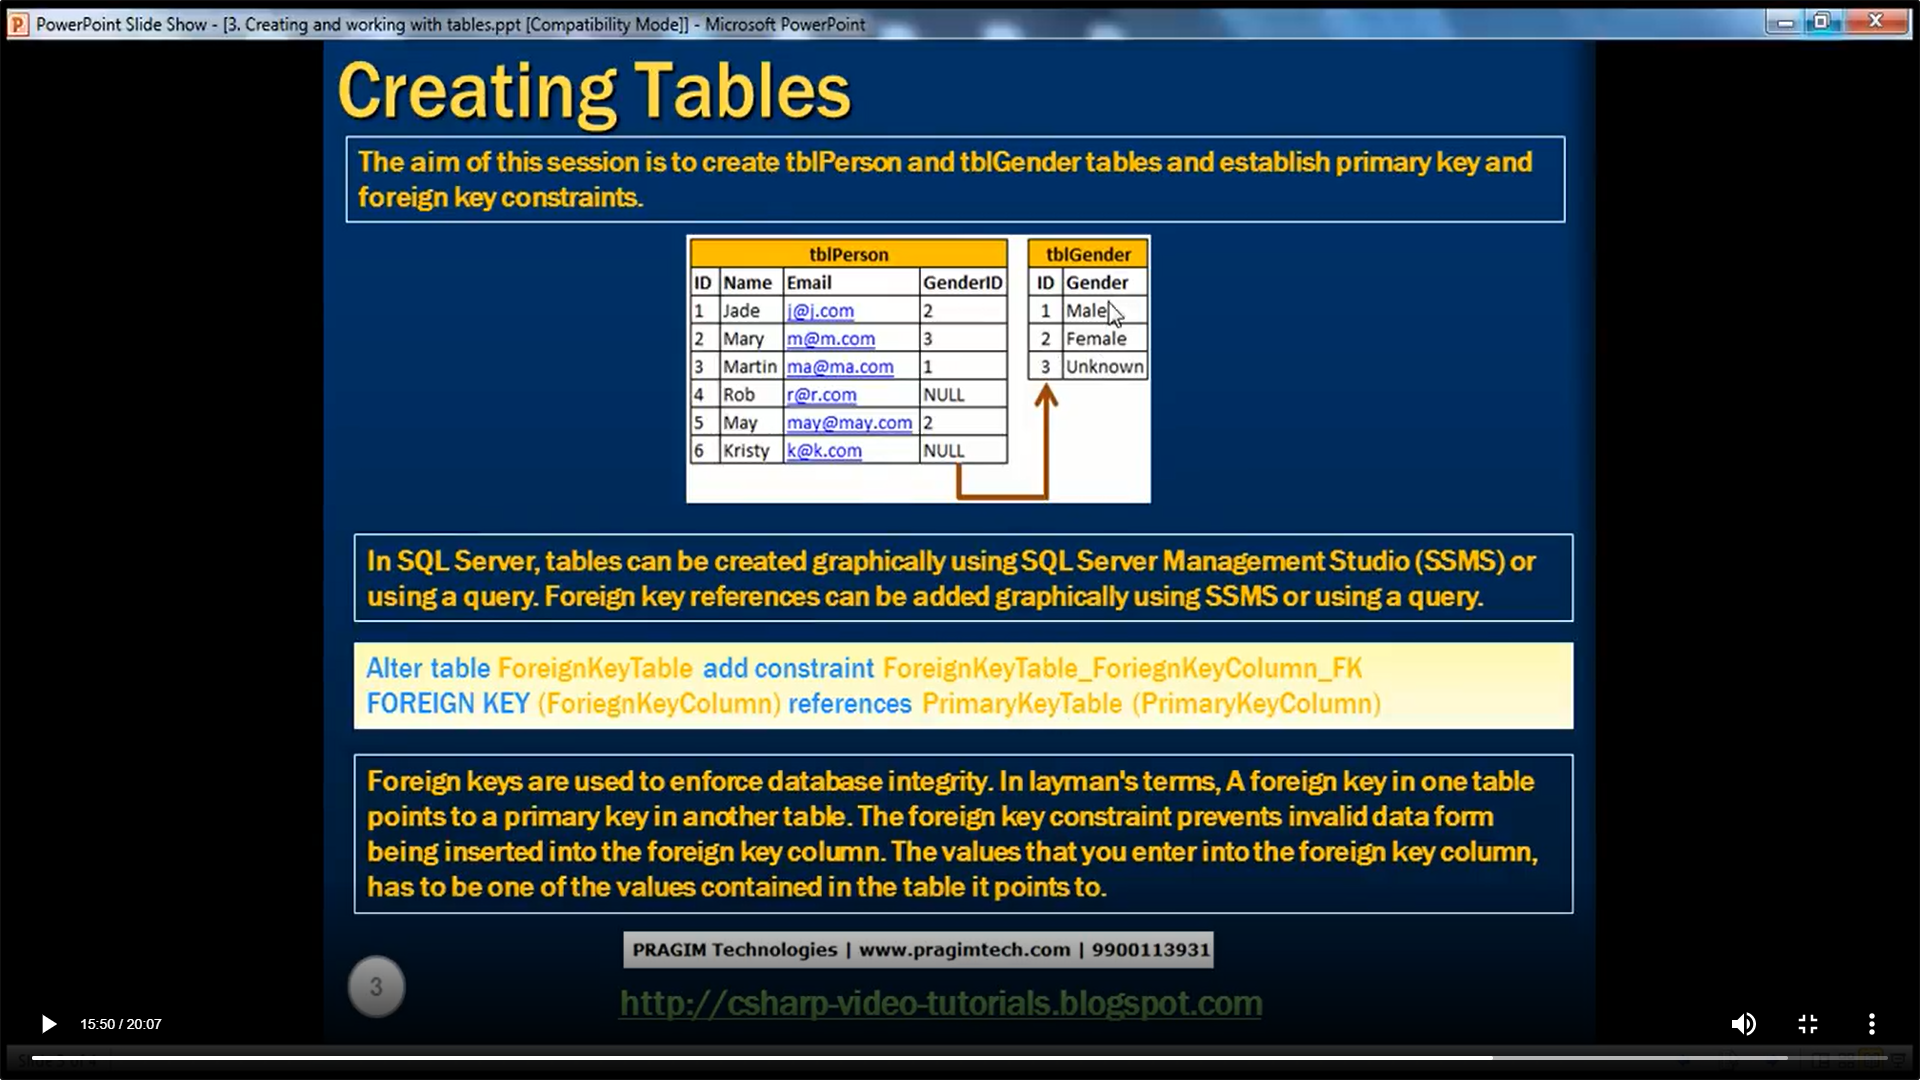 PowerPoint Slide Show - [3. Creating and working with tables.ppt [Compatibility Mode]] - Microsoft PowerPoint
Creating Tables
The aim of this session is to create tblPerson and tblGender tables and establish primary key and
foreign key constraints.
tblPerson
ID Name Email GenderID
1 Jade j@j.com 2
2 Mary m@m.com 3
3 Martin ma@ma.com 1
4 Rob r@r.com NULL
5 May may@may.com 2
6 Kristy k@k.com NULL
tblGender
ID Gender
1 Male
2 Female
3 Unknown
In SQL Server, tables can be created graphically using SQL Server Management Studio (SSMS) or
using a query. Foreign key references can be added graphically using SSMS or using a query.
Alter table ForeignKeyTable add constraint ForeignKeyTable_ForiegnKeyColumn_FK
FOREIGN KEY (ForiegnKeyColumn) references PrimaryKeyTable (PrimaryKeyColumn)
Foreign keys are used to enforce database integrity. In layman's terms, A foreign key in one table
points to a primary key in another table. The foreign key constraint prevents invalid data form
being inserted into the foreign key column. The values that you enter into the foreign key column,
has to be one of the values contained in the table it points to.
PRAGIM Technologies | www.pragimtech.com | 9900113931
3
http://csharp-video-tutorials.blogspot.com
15:50 / 20:07